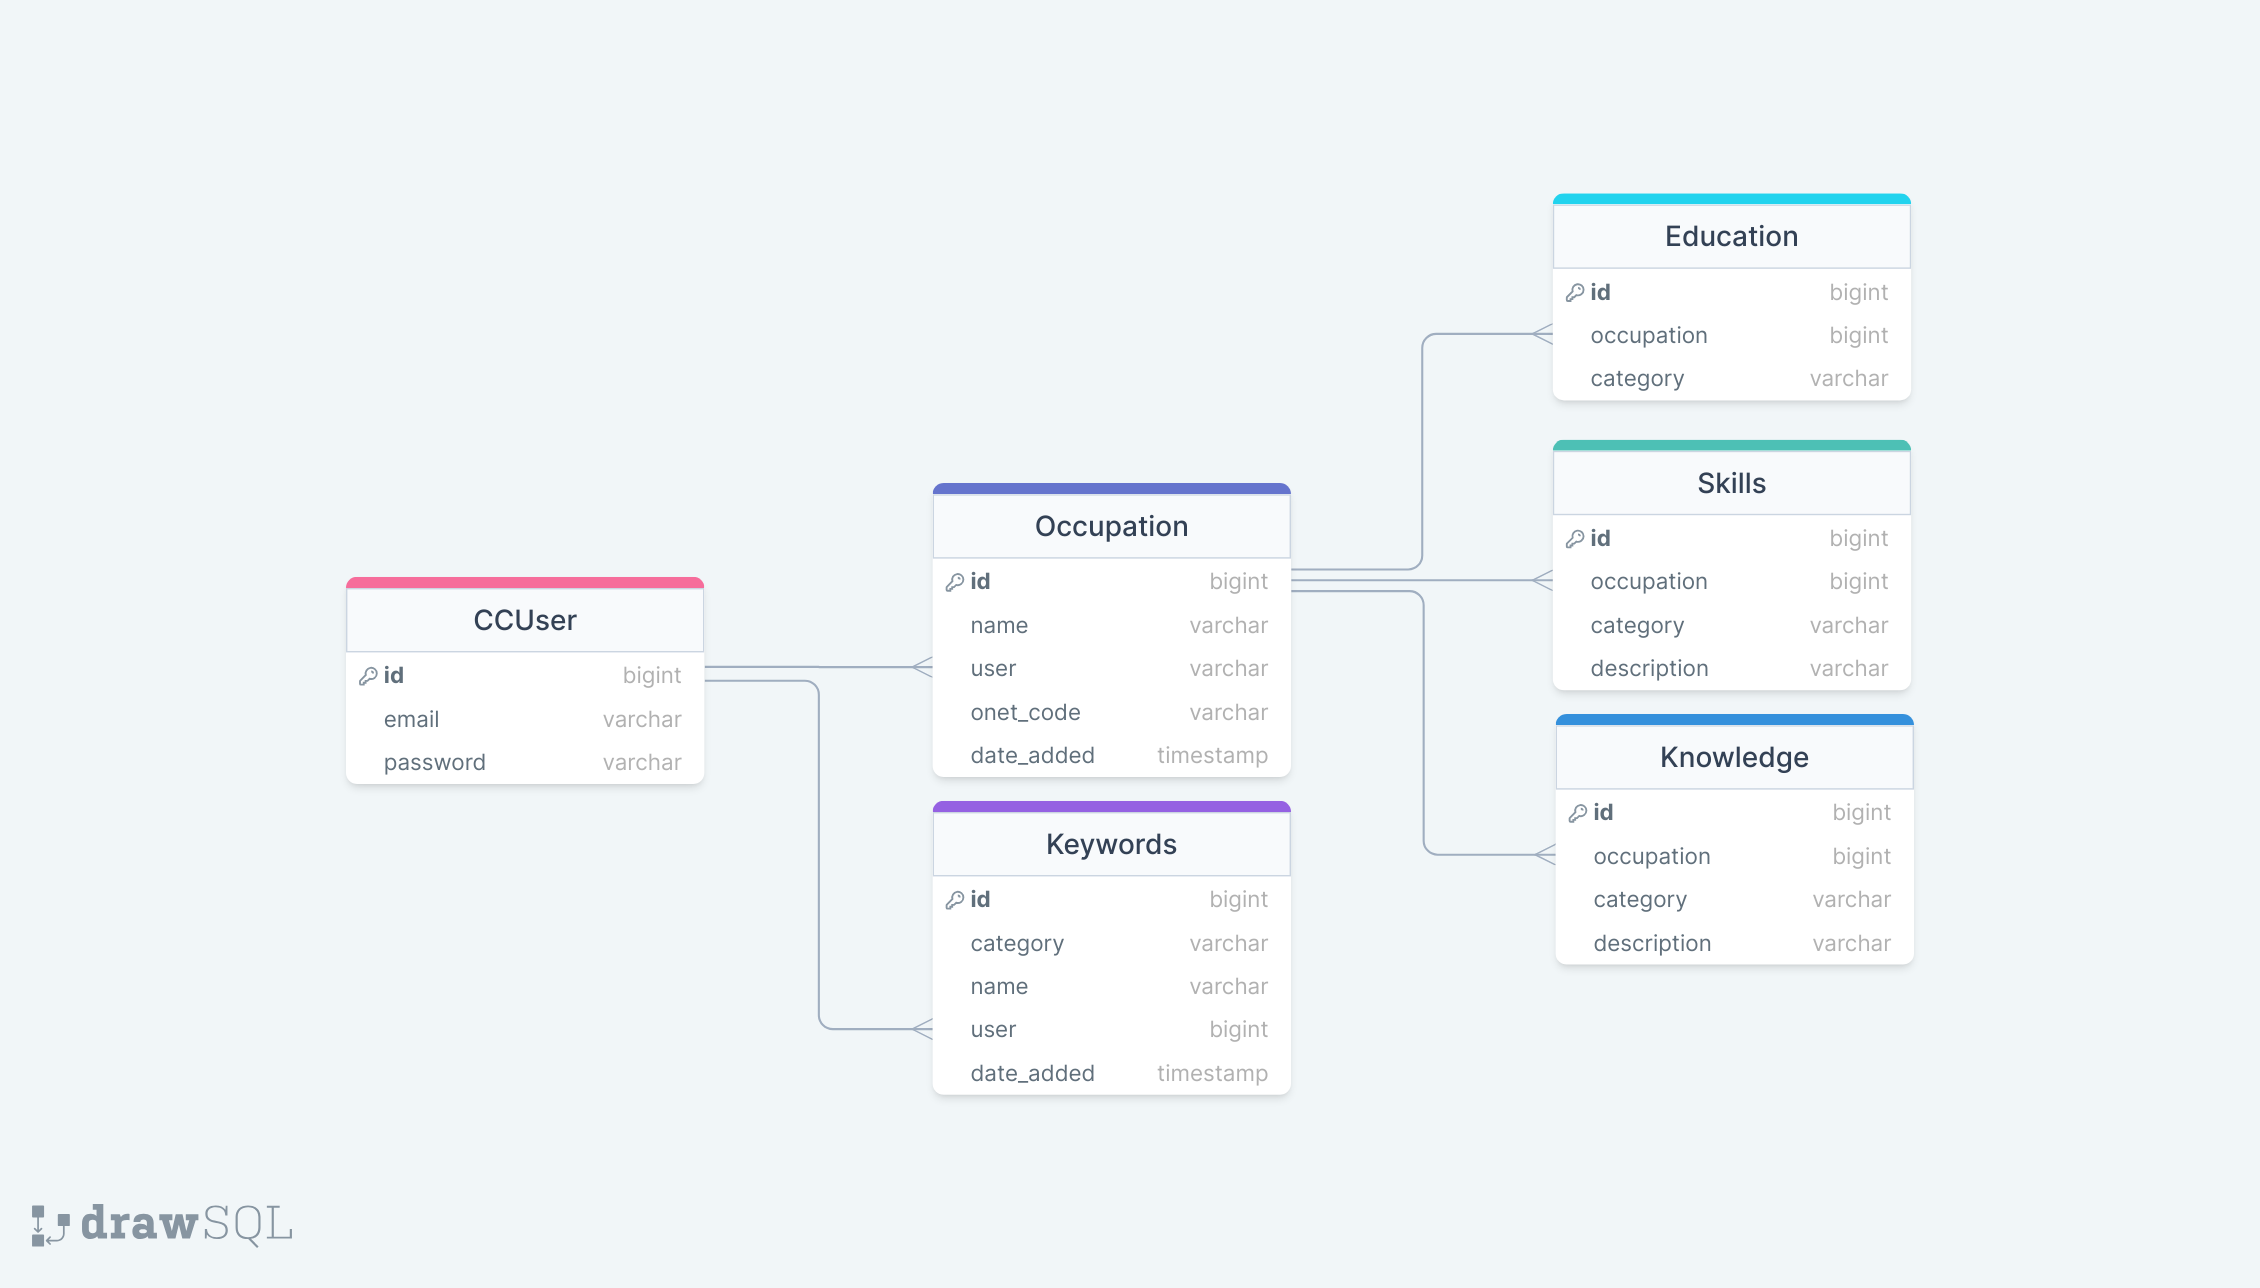 CCUser
id bigint
email varchar
password varchar
Occupation
id bigint
name varchar
user varchar
onet_code varchar
date_added timestamp
Keywords
id bigint
category varchar
name varchar
user bigint
date_added timestamp
Education
id bigint
occupation bigint
category varchar
Skills
id bigint
occupation bigint
category varchar
description varchar
Knowledge
id bigint
occupation bigint
category varchar
description varchar
drawSQL